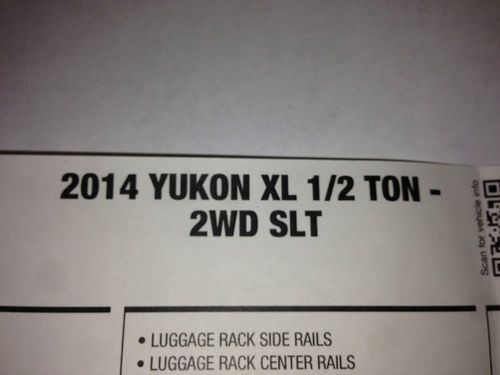 2014 YUKON XL 1/2 TON -
2WD SLT
Scan for vehicle info
• LUGGAGE RACK SIDE RAILS
• LUGGAGE RACK CENTER RAILS